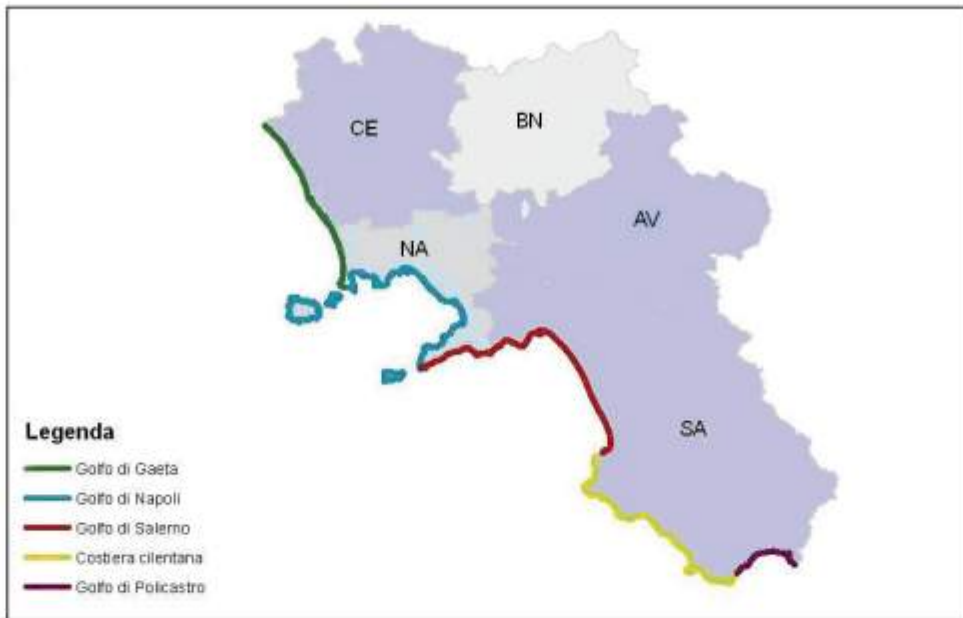 CE
BN
AV
NA
SA
Legenda
Golfo di Gaeta
Golfo di Napoli
Golfo di Salerno
Costiera cilentana
Golfo di Policastro